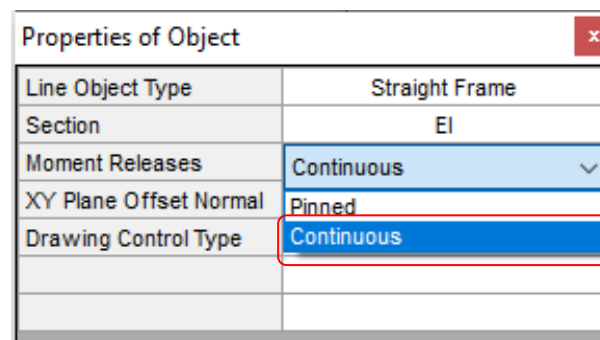 Properties of Object x
Line Object Type Straight Frame
Section EI
Moment Releases Continuous
XY Plane Offset Normal Pinned
Drawing Control Type Continuous